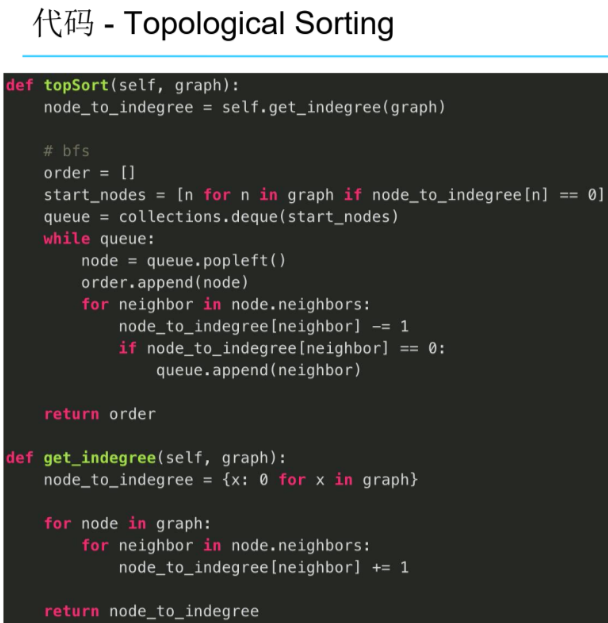 代码 - Topological Sorting
def topSort(self, graph):
    node_to_indegree = self.get_indegree(graph)
    # bfs
    order = []
    start_nodes = [n for n in graph if node_to_indegree[n] == 0]
    queue = collections.deque(start_nodes)
    while queue:
        node = queue.popleft()
        order.append(node)
        for neighbor in node.neighbors:
            node_to_indegree[neighbor] -= 1
            if node_to_indegree[neighbor] == 0:
                queue.append(neighbor)
    return order
def get_indegree(self, graph):
    node_to_indegree = {x: 0 for x in graph}
    for node in graph:
        for neighbor in node.neighbors:
            node_to_indegree[neighbor] += 1
    return node_to_indegree